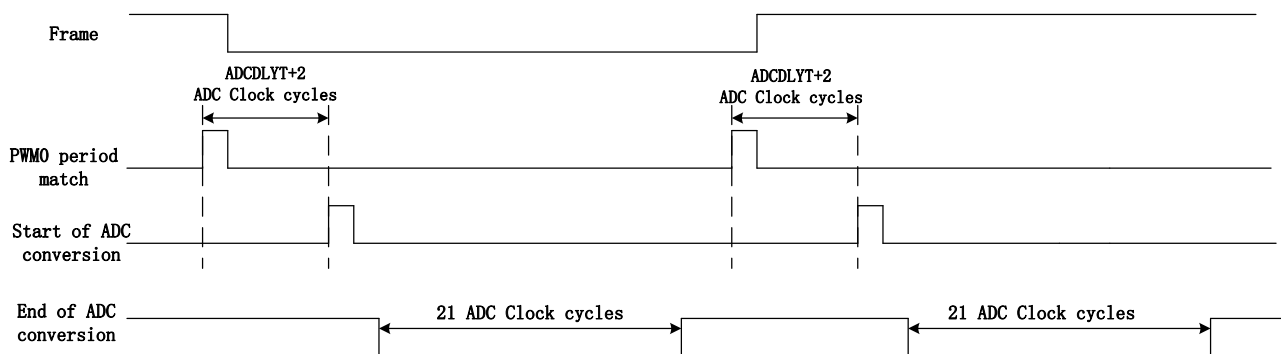 Frame
ADCDLYT+2
ADC Clock cycles
ADCDLYT+2
ADC Clock cycles
PWM0 period
match
Start of ADC
conversion
End of ADC
conversion
21 ADC Clock cycles
21 ADC Clock cycles